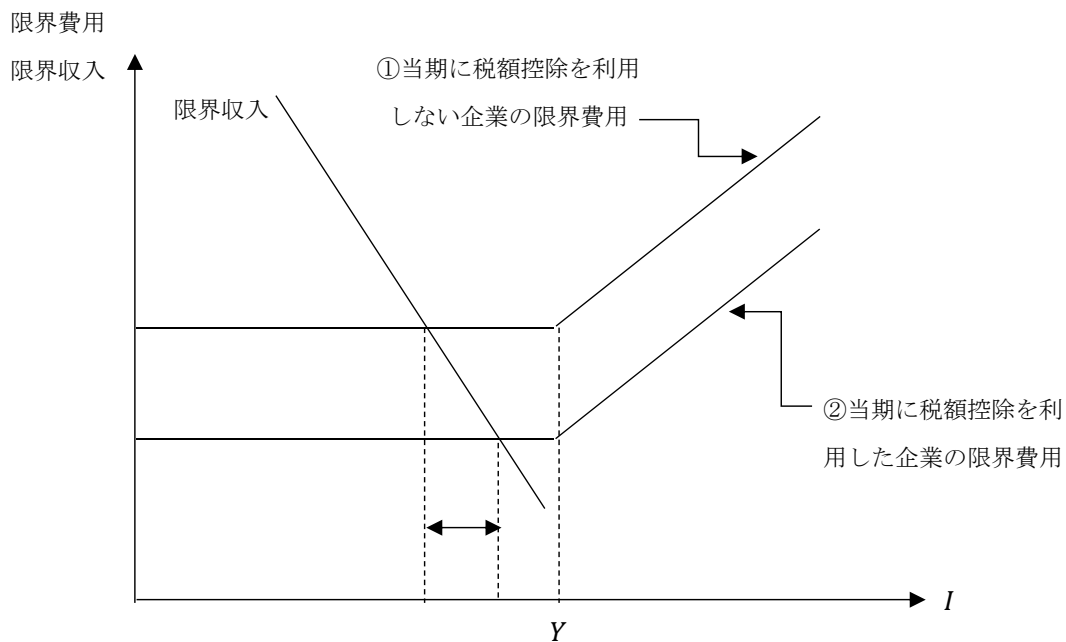 限界費用
限界収入
限界収入
①当期に税額控除を利用
しない企業の限界費用
②当期に税額控除を利
用した企業の限界費用
I
Y